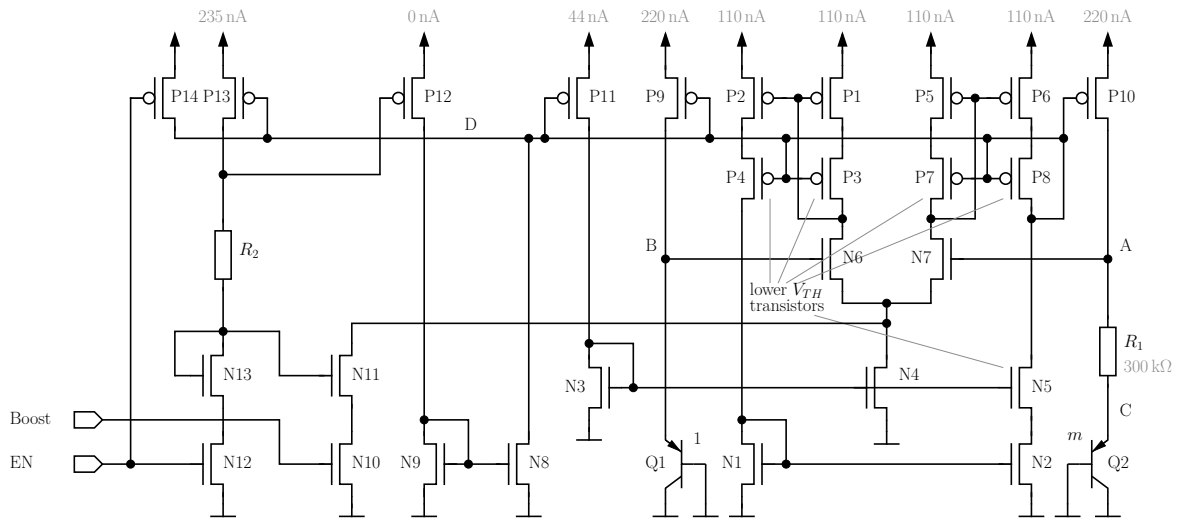 235 nA 0 nA 44 nA 220 nA 110 nA 110 nA 110 nA 110 nA 220 nA
P14 P13 P12 P11 P9 P2 P1 P5 P6 P10
D
P4 P3 P7 P8
R2 B N6 N7 A
lower VTH
transistors
R1
300 kΩ
N13 N11 N3 N4 N5
Boost C
1 m
EN N12 N10 N9 N8 Q1 N1 N2 Q2